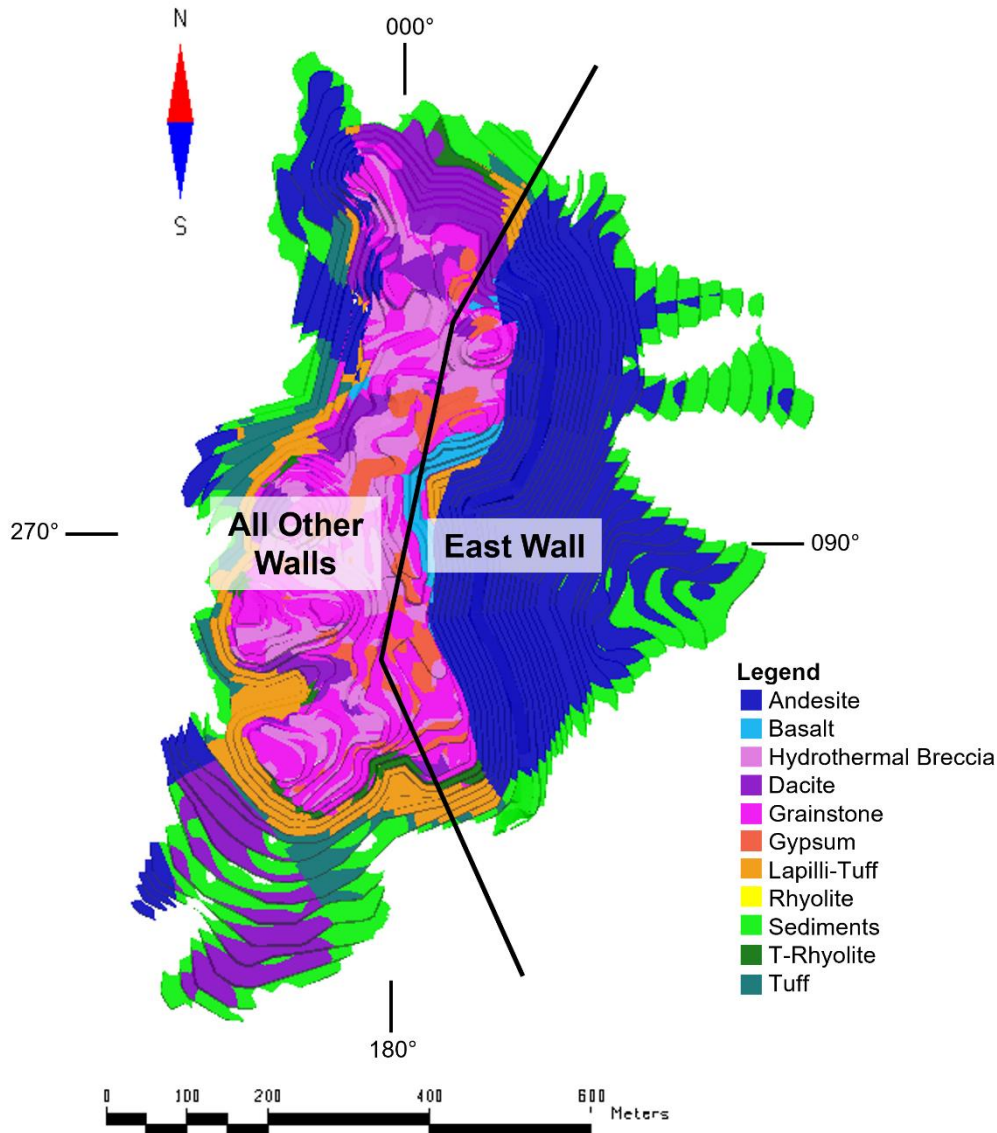 N
000°
S
270°
All Other
Walls
East Wall
090°
Legend
Andesite
Basalt
Hydrothermal Breccia
Dacite
Grainstone
Gypsum
Lapilli-Tuff
Rhyolite
Sediments
T-Rhyolite
Tuff
180°
0 100 200 400 600
Meters